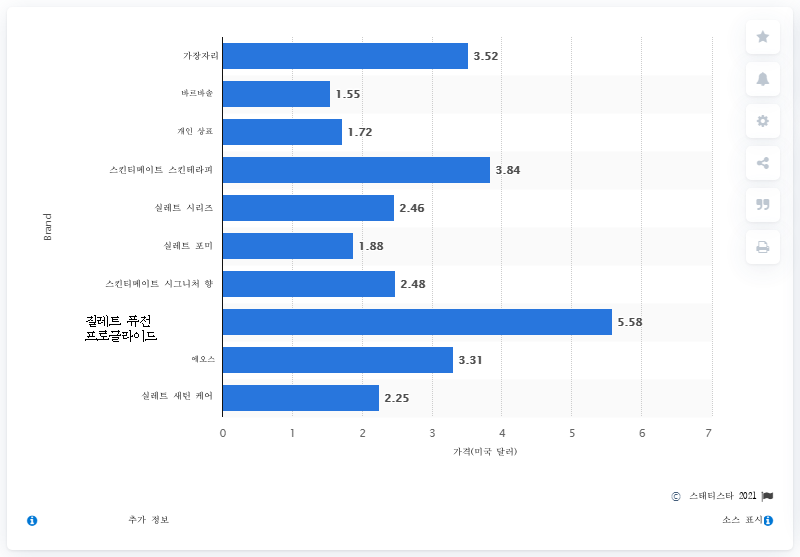 가장자리
3.52
바르바솔
1.55
개인 상표
1.72
스킨티메이트 스킨테라피
3.84
질레트 시리즈
2.46
질레트 포미
1.88
스킨티메이트 시그니처 향
2.48
질레트 퓨전
프로글라이드
5.58
에오스
3.31
질레트 새틴 케어
2.25
Brand
0 1 2 3 4 5 6 7
가격(미국 달러)
© 스태티스타 2021
추가 정보
소스 표시